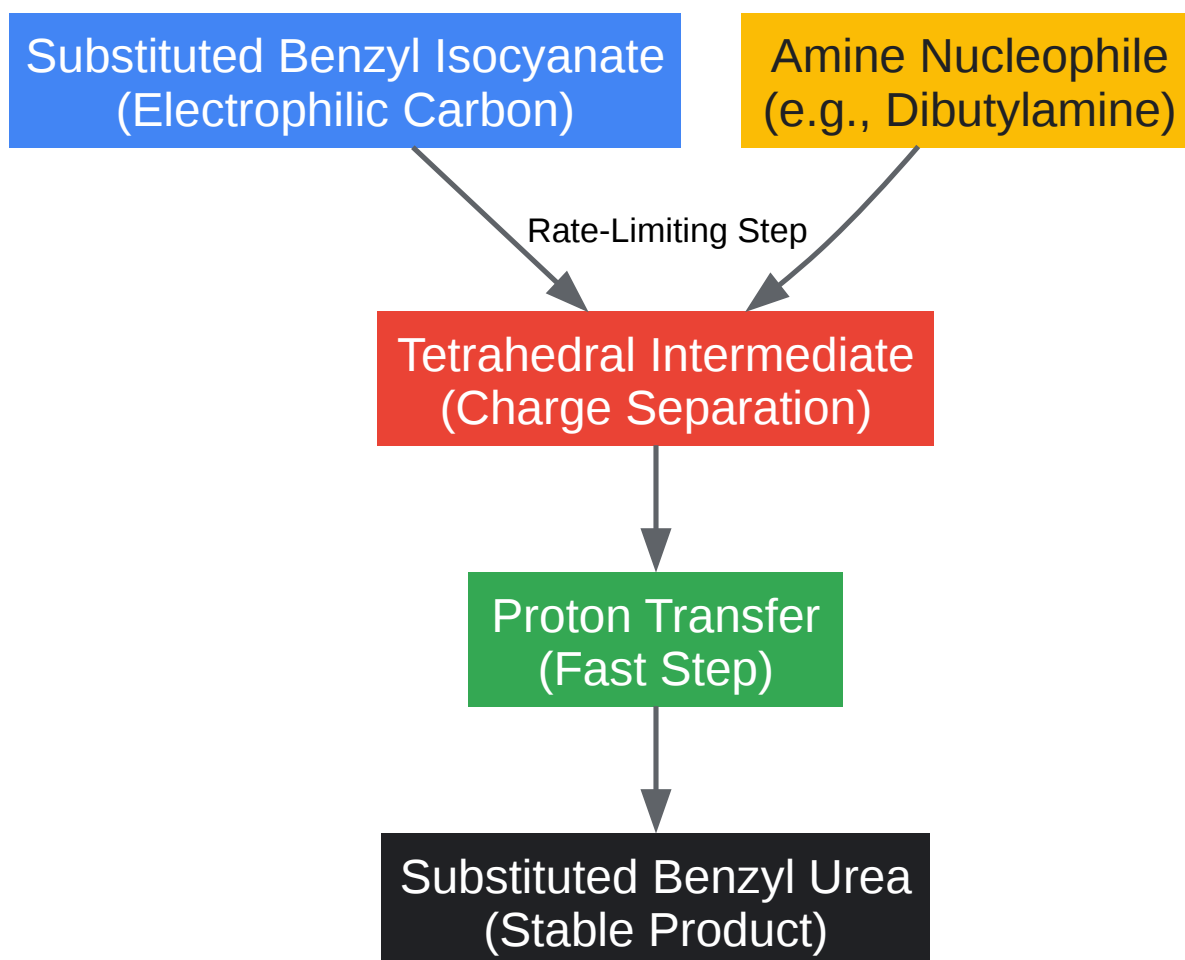 Substituted Benzyl Isocyanate
(Electrophilic Carbon)
Amine Nucleophile
(e.g., Dibutylamine)
Rate-Limiting Step
Tetrahedral Intermediate
(Charge Separation)
Proton Transfer
(Fast Step)
Substituted Benzyl Urea
(Stable Product)